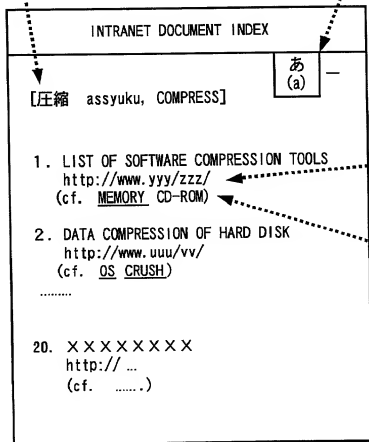 INTRANET DOCUMENT INDEX
あ
(a)
[圧縮 assyuku, COMPRESS]
1. LIST OF SOFTWARE COMPRESSION TOOLS
http://www.yyy/zzz/
(cf. MEMORY CD-ROM)
2. DATA COMPRESSION OF HARD DISK
http://www.uuu/vv/
(cf. OS CRUSH)
.........
20. XXXXXXXX
http:// …
(cf. …….)